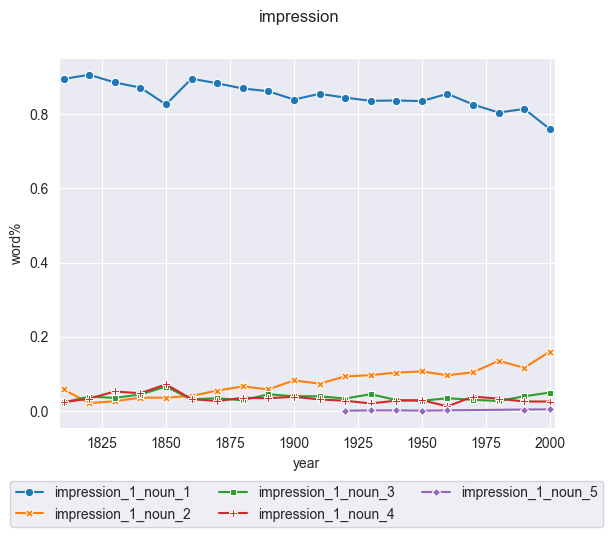 impression
0.8
0.6
0.4
0.2
0.0
word%
1825 1850 1875 1900 1925 1950 1975 2000
year
impression_1_noun_1 impression_1_noun_3 impression_1_noun_5
impression_1_noun_2 impression_1_noun_4